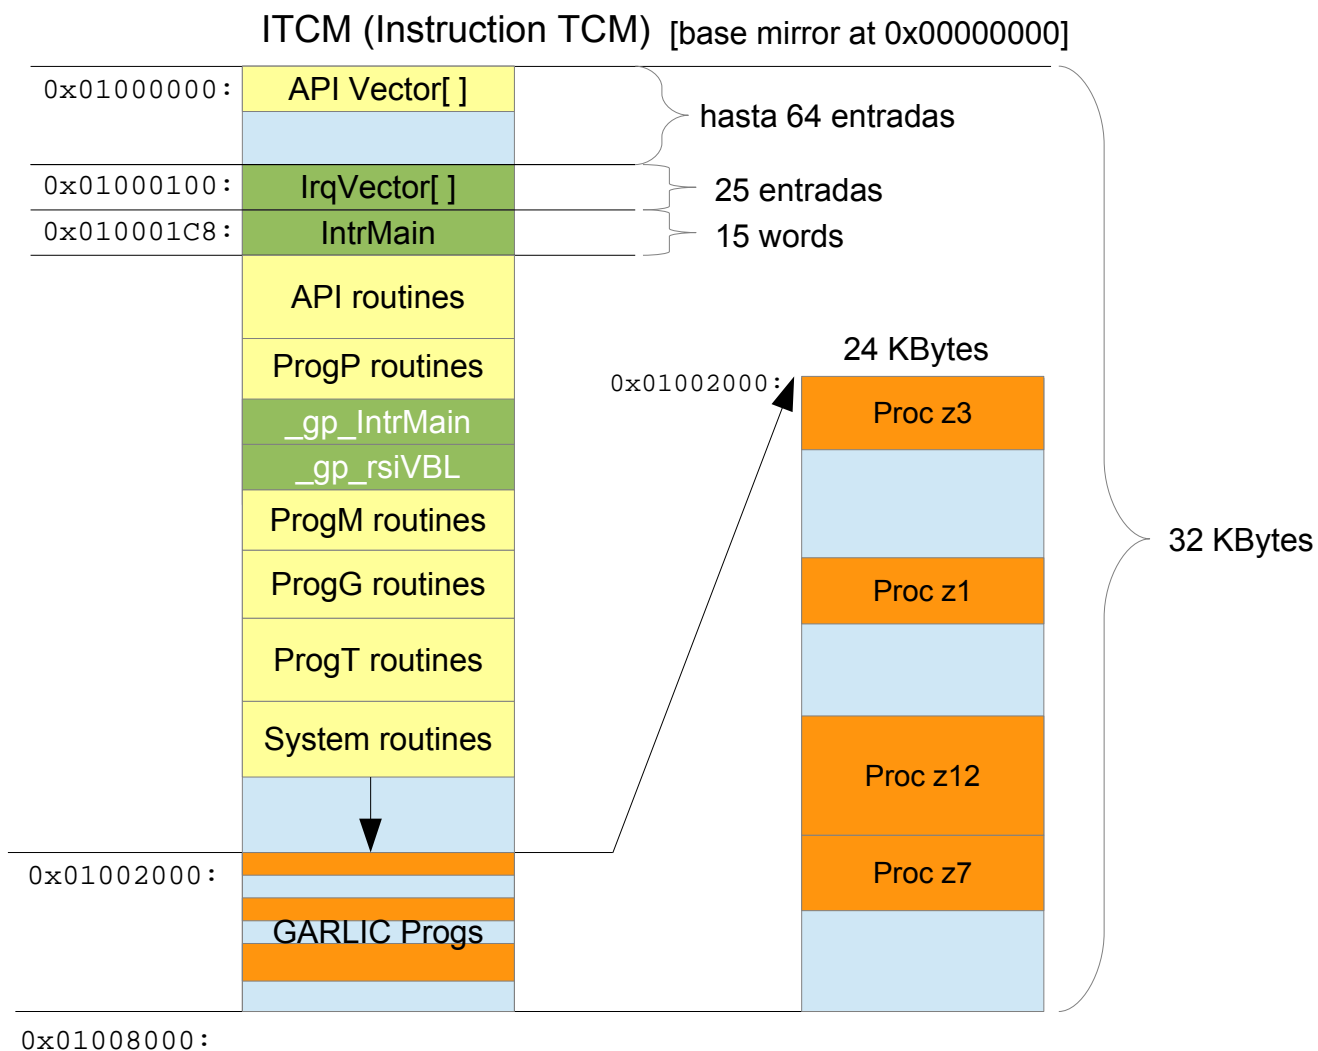 ITCM (Instruction TCM) [base mirror at 0x00000000]
0x01000000:
API Vector[ ]
hasta 64 entradas
0x01000100:
IrqVector[ ]
25 entradas
0x010001C8:
IntrMain
15 words
API routines
ProgP routines
_gp_IntrMain
_gp_rsiVBL
ProgM routines
ProgG routines
ProgT routines
System routines
0x01002000:
GARLIC Progs
0x01008000:
24 KBytes
0x01002000:
Proc z3
Proc z1
Proc z12
Proc z7
32 KBytes